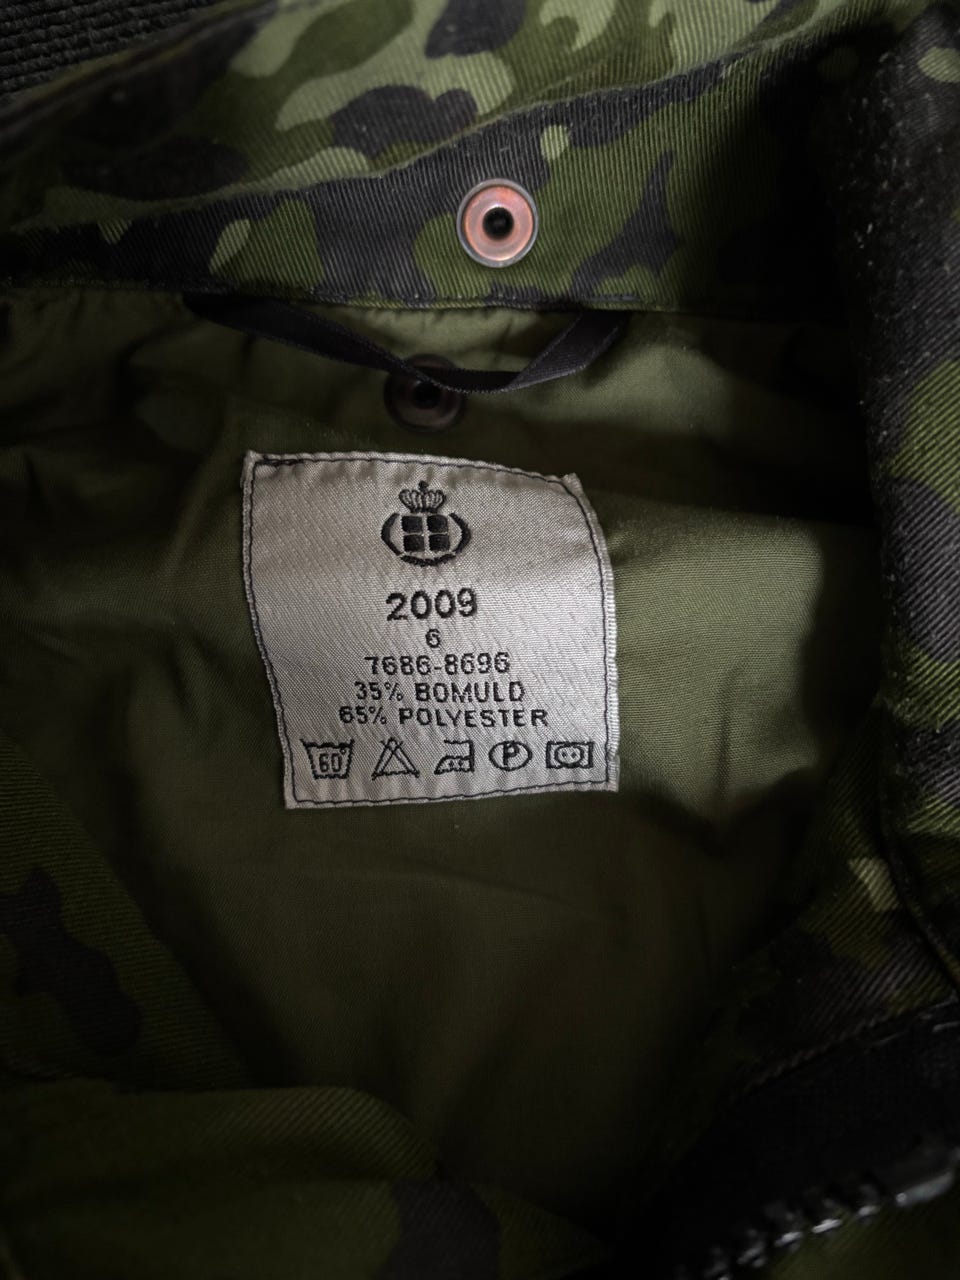 2009
6
7686-8696
35% BOMULD
65% POLYESTER
60°
P